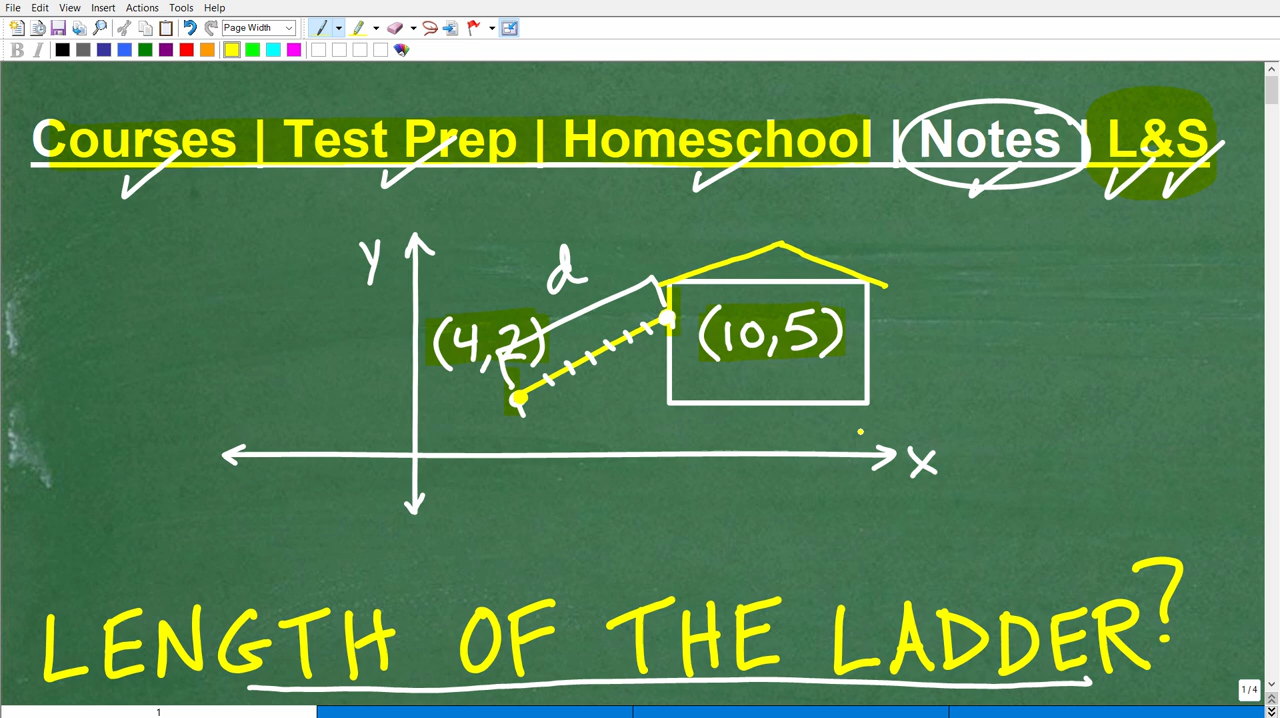 File Edit View Insert Actions Tools Help
Page Width
B I
Courses | Test Prep | Homeschool | Notes | L&S
y
d
(4,2)
(10,5)
x
LENGTH OF THE LADDER?
1 / 4
1